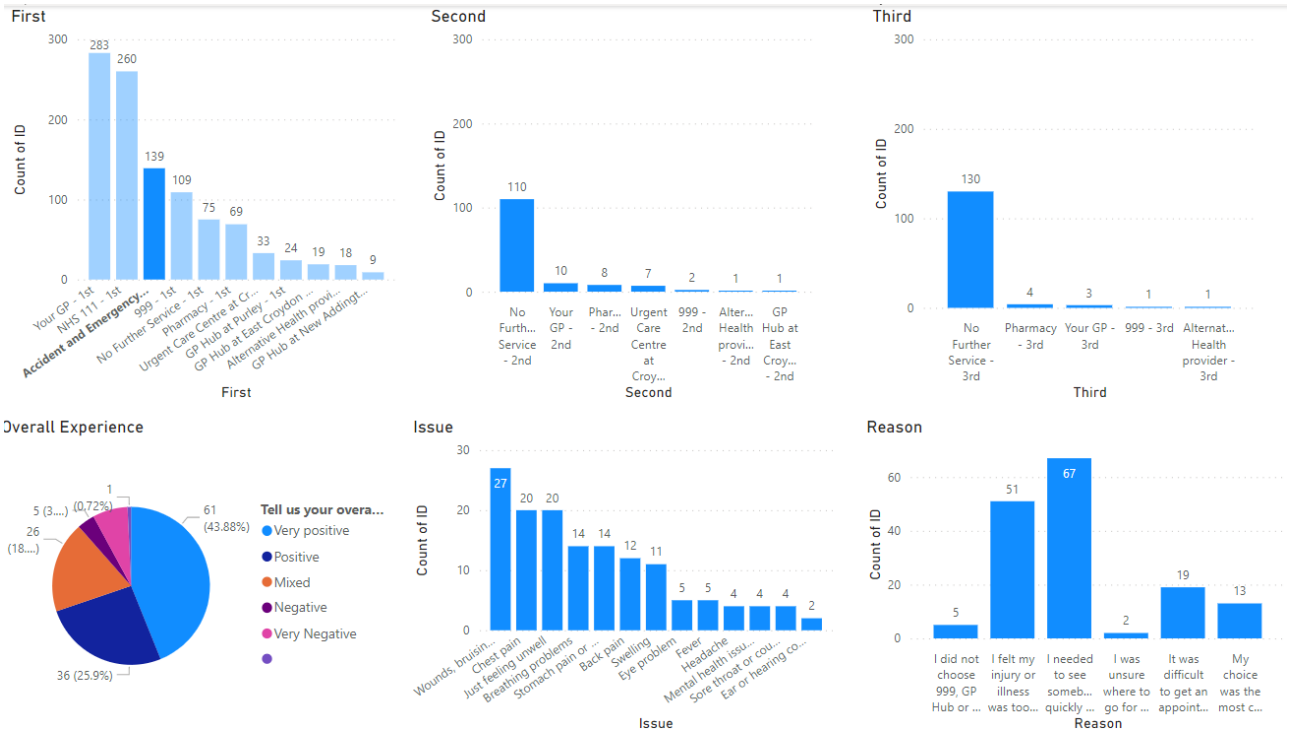 First
300
200
100
0
Count of ID
283
260
139
109
75
69
33
24
19
18
9
Your GP - 1st
NHS 111 - 1st
Accident and Emergency...
999 - 1st
No Further Service - 1st
Pharmacy - 1st
Urgent Care Centre at Cr...
GP Hub at Purley - 1st
GP Hub at East Croydon ...
Alternative Health provi...
GP Hub at New Addingt...
First
Second
300
200
100
0
Count of ID
110
10
8
7
2
1
1
No
Furth...
Service
- 2nd
Your
GP -
2nd
Phar...
- 2nd
Urgent
Care
Centre
at
Croy...
999 -
2nd
Alter...
Health
provi...
- 2nd
GP
Hub at
East
Croy...
- 2nd
Second
Third
300
200
100
0
Count of ID
130
4
3
1
1
No
Further
Service -
3rd
Pharmacy
- 3rd
Your GP -
3rd
999 - 3rd
Alternat...
Health
provider -
3rd
Third
Overall Experience
1
(0.72%)
5 (3....)
26
(18....)
61
(43.88%)
36 (25.9%)
Tell us your overa...
Very positive
Positive
Mixed
Negative
Very Negative
Issue
30
20
10
0
Count of ID
27
20
20
14
14
12
11
5
5
4
4
4
2
Wounds, bruisin...
Chest pain
Just feeling unwell
Breathing problems
Stomach pain or ...
Back pain
Swelling
Eye problem
Fever
Headache
Mental health issu...
Sore throat or cou...
Ear or hearing co...
Issue
Reason
60
40
20
0
Count of ID
5
51
67
2
19
13
I did not
choose
999, GP
Hub or ...
I felt my
injury or
illness
was too...
I needed
to see
someb...
quickly ...
I was
unsure
where to
go for ...
It was
difficult
to get an
appoint...
My
choice
was the
most c...
Reason